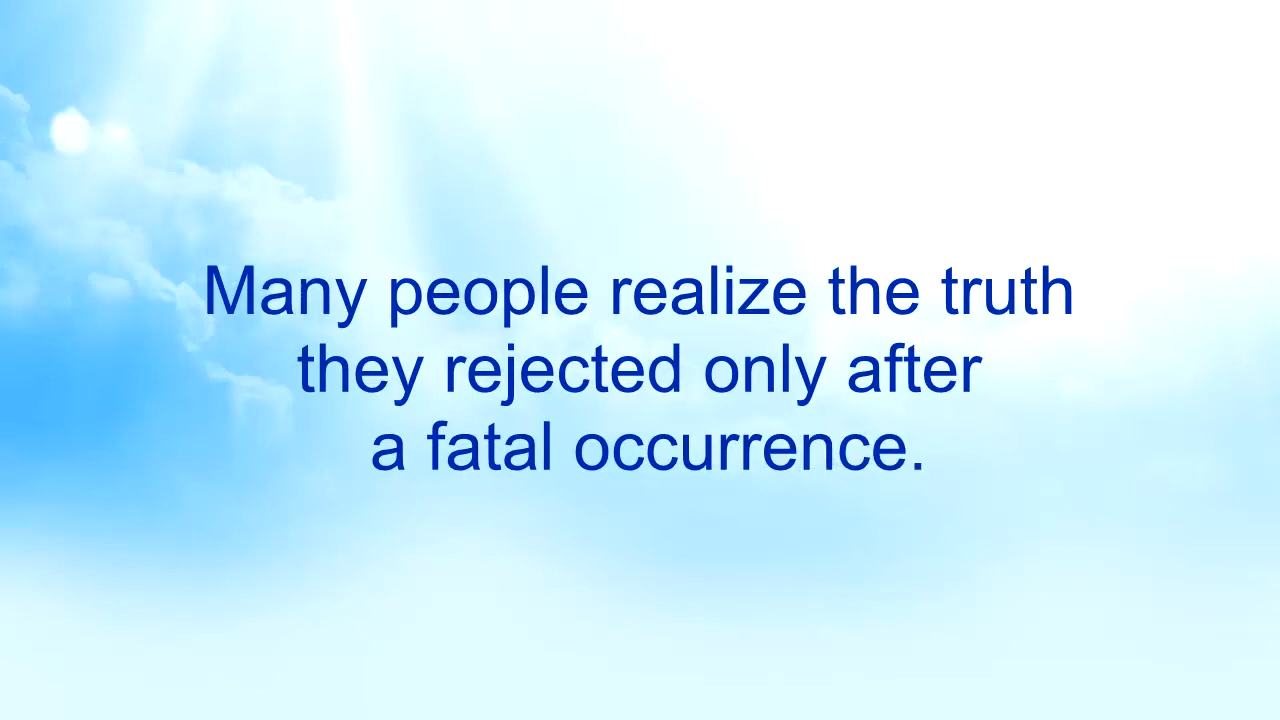 Many people realize the truth
they rejected only after
a fatal occurrence.